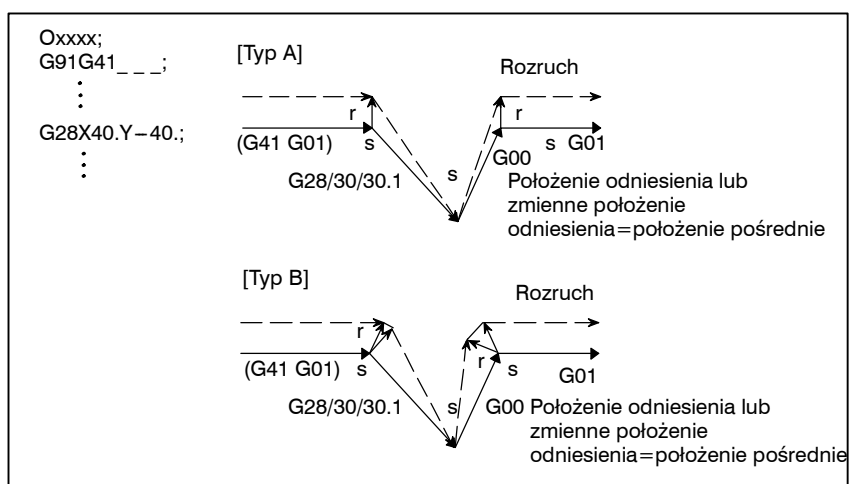 Oxxxx;
G91G41_ _ _;
G28X40.Y−40.;
[Typ A]
Rozruch
r
r
(G41 G01)
s
G00
s
G01
G28/30/30.1
s
Położenie odniesienia lub
zmienne położenie
odniesienia=położenie pośrednie
[Typ B]
Rozruch
r
(G41 G01)
s
r
s
G01
G28/30/30.1
s
G00 Położenie odniesienia lub
zmienne położenie
odniesienia=położenie pośrednie